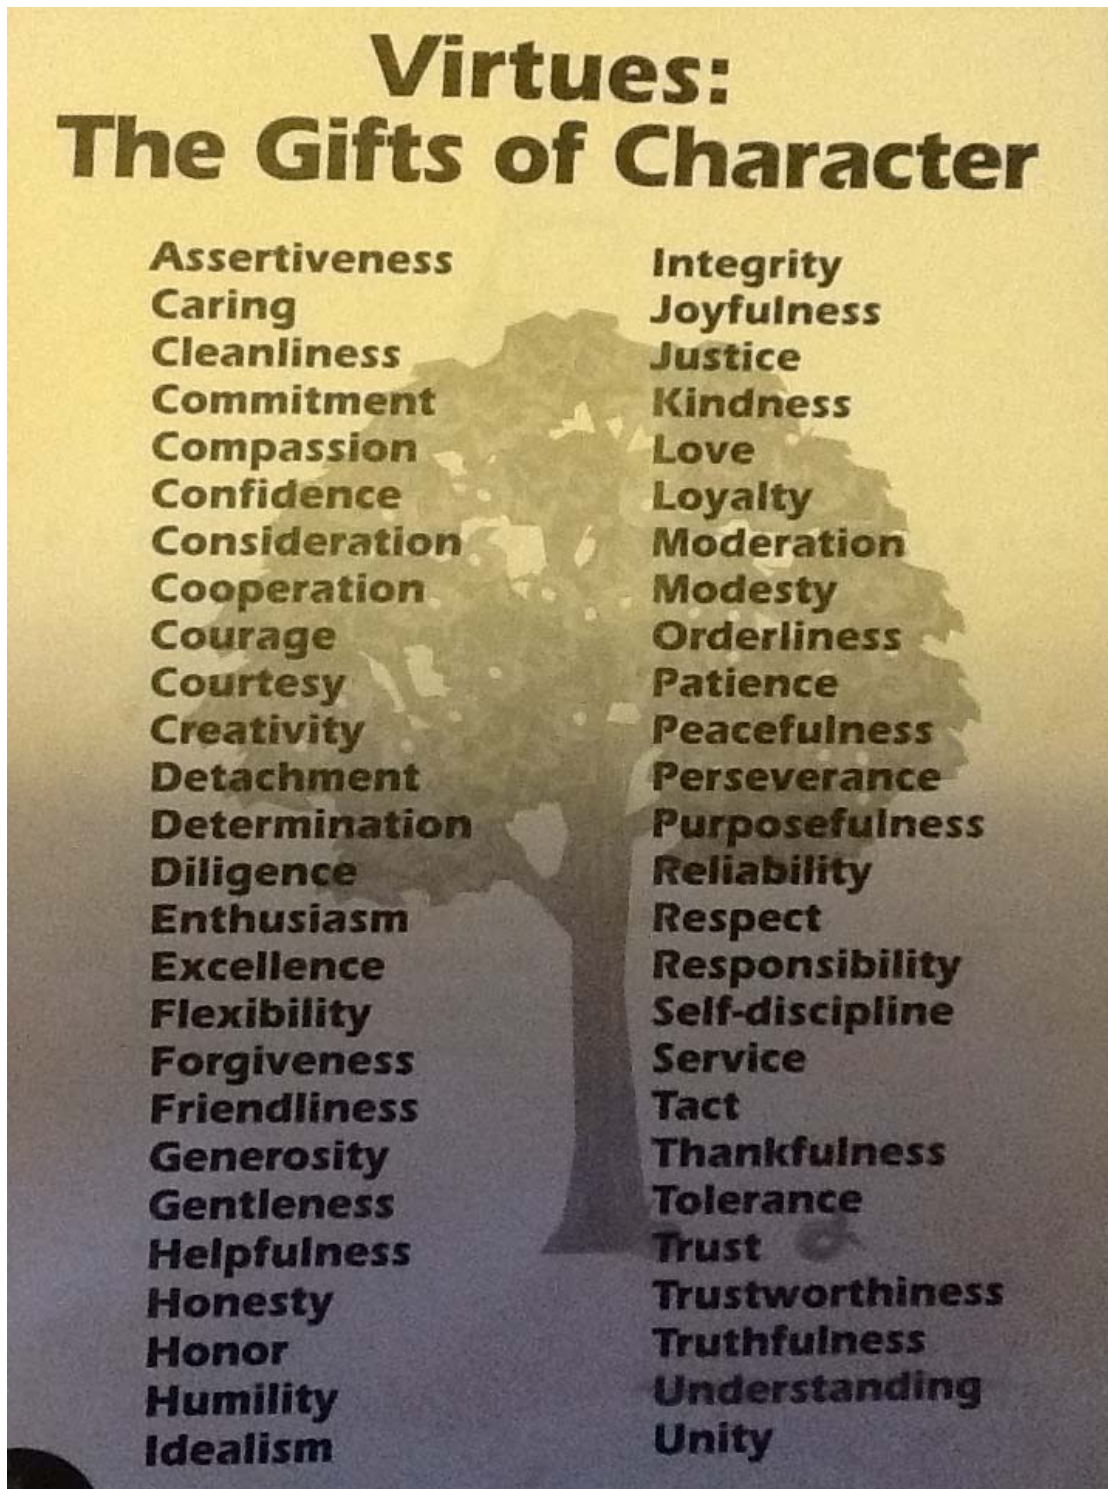 Virtues:
The Gifts of Character
Assertiveness
Caring
Cleanliness
Commitment
Compassion
Confidence
Consideration
Cooperation
Courage
Courtesy
Creativity
Detachment
Determination
Diligence
Enthusiasm
Excellence
Flexibility
Forgiveness
Friendliness
Generosity
Gentleness
Helpfulness
Honesty
Honor
Humility
Idealism
Integrity
Joyfulness
Justice
Kindness
Love
Loyalty
Moderation
Modesty
Orderliness
Patience
Peacefulness
Perseverance
Purposefulness
Reliability
Respect
Responsibility
Self-discipline
Service
Tact
Thankfulness
Tolerance
Trust
Trustworthiness
Truthfulness
Understanding
Unity